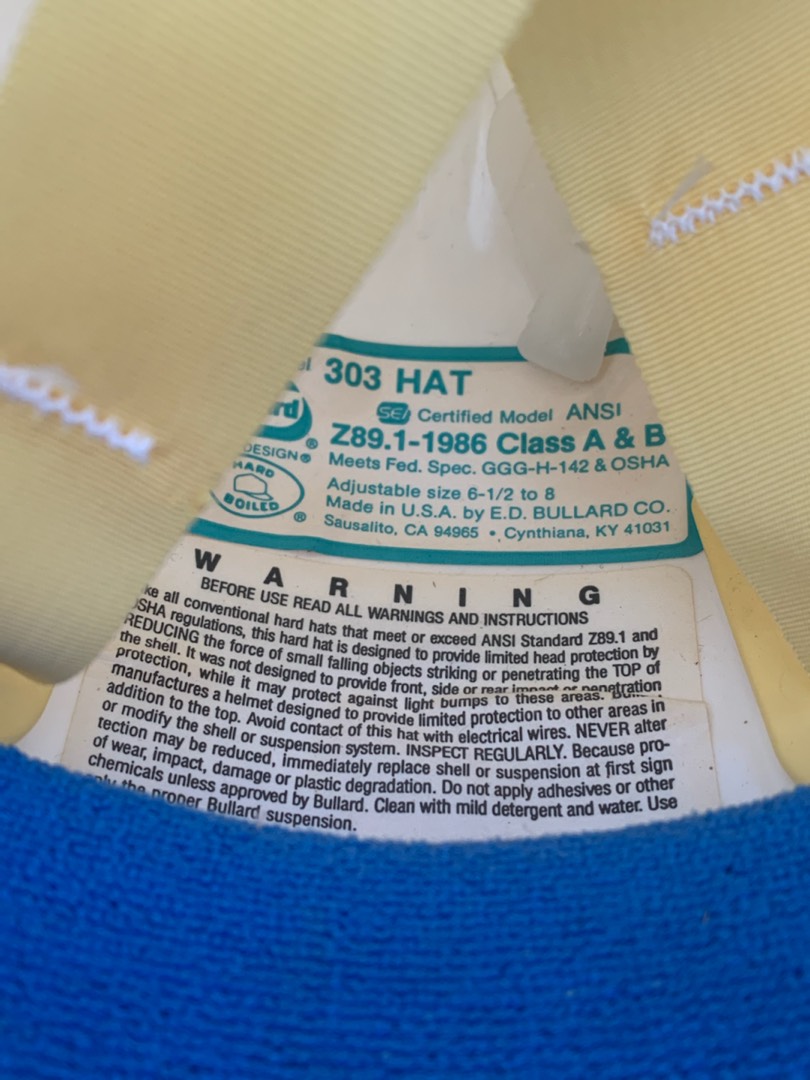 303 HAT
SEI Certified Model ANSI
Z89.1-1986 Class A & B
Meets Fed. Spec. GGG-H-142 & OSHA
Adjustable size 6-1/2 to 8
Made in U.S.A. by E.D. BULLARD CO.
Sausalito, CA 94965 • Cynthiana, KY 41031
rd®
DESIGN®
HARD
BOILED®
WARNING
BEFORE USE READ ALL WARNINGS AND INSTRUCTIONS
ke all conventional hard hats that meet or exceed ANSI Standard Z89.1 and
SHA regulations, this hard hat is designed to provide limited head protection by
REDUCING the force of small falling objects striking or penetrating the TOP of
the shell. It was not designed to provide front, side or rear impact or penetration
protection, while it may protect against light bumps to these areas.
manufactures a helmet designed to provide limited protection to other areas in
addition to the top. Avoid contact of this hat with electrical wires. NEVER alter
or modify the shell or suspension system. INSPECT REGULARLY. Because pro-
tection may be reduced, immediately replace shell or suspension at first sign
of wear, impact, damage or plastic degradation. Do not apply adhesives or other
chemicals unless approved by Bullard. Clean with mild detergent and water. Use
the proper Bullard suspension.